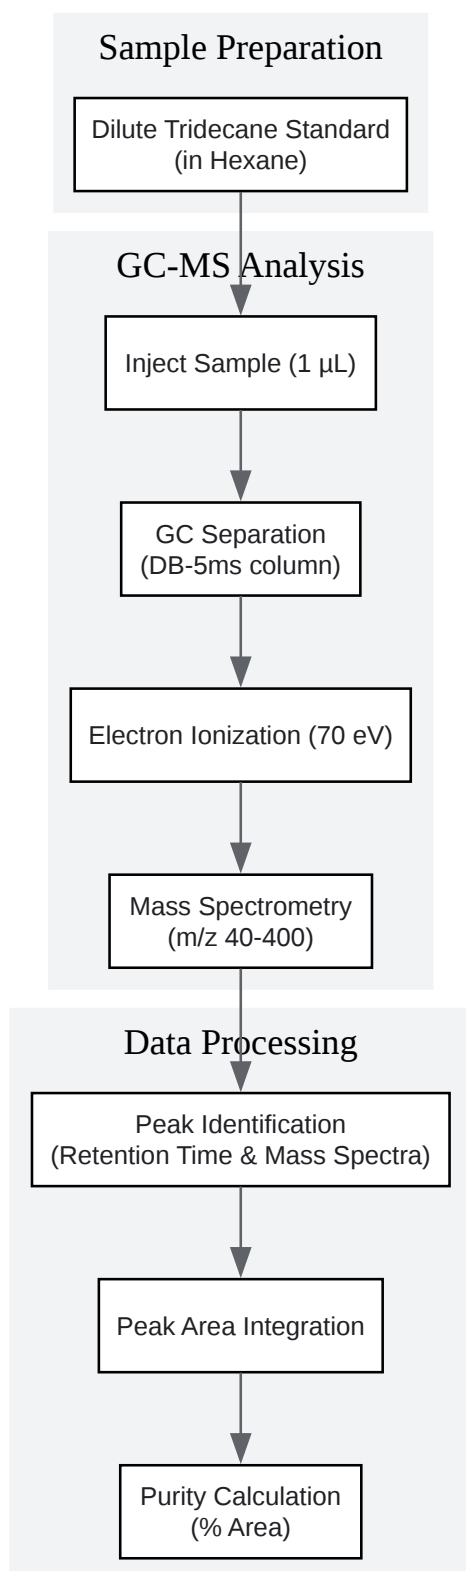 Sample Preparation
Dilute Tridecane Standard
(in Hexane)
GC-MS Analysis
Inject Sample (1 µL)
GC Separation
(DB-5ms column)
Electron Ionization (70 eV)
Mass Spectrometry
(m/z 40-400)
Data Processing
Peak Identification
(Retention Time & Mass Spectra)
Peak Area Integration
Purity Calculation
(% Area)